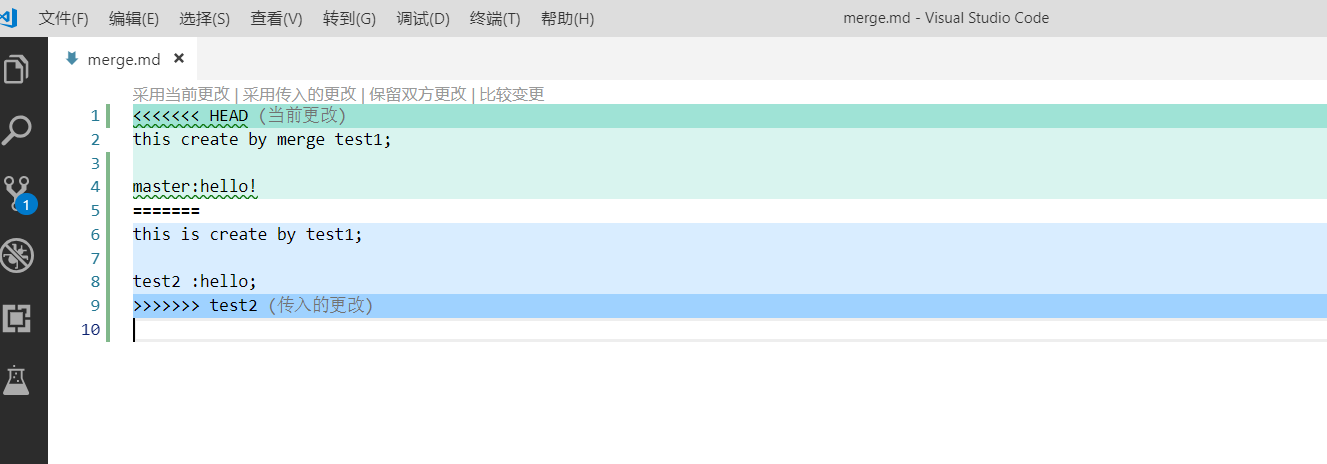 文件(F) 编辑(E) 选择(S) 查看(V) 转到(G) 调试(D) 终端(T) 帮助(H) merge.md - Visual Studio Code
merge.md ×
采用当前更改 | 采用传入的更改 | 保留双方更改 | 比较变更
1 <<<<<<< HEAD (当前更改)
2 this create by merge test1;
3
4 master:hello!
5 =======
6 this is create by test1;
7
8 test2 :hello;
9 >>>>>>> test2 (传入的更改)
10
1